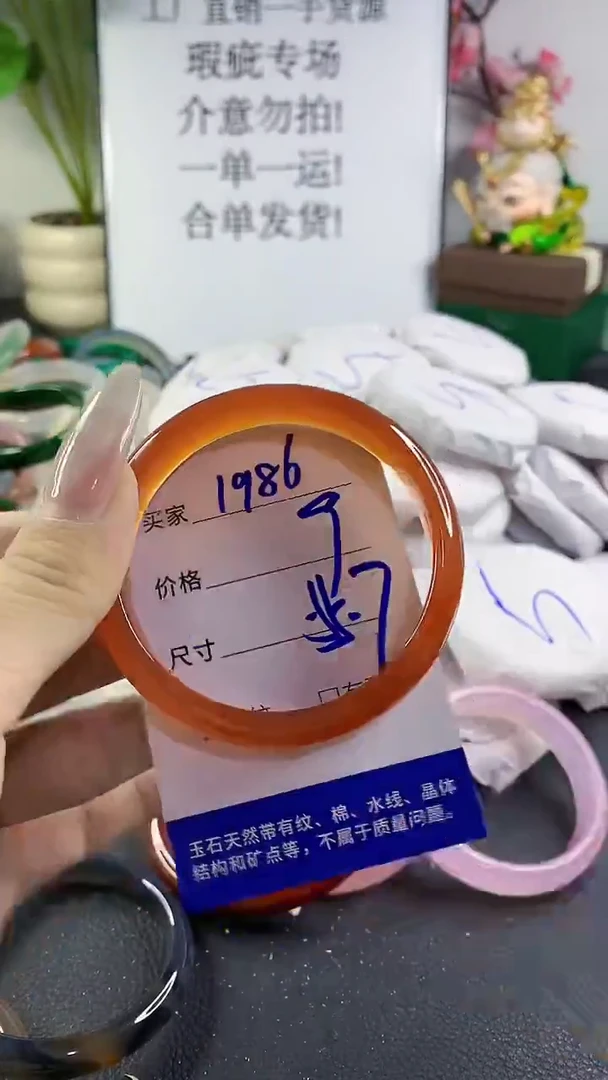 工厂直销一手货源
瑕疵专场
介意勿拍!
一单一运!
合单发货!
买家 1986
价格
尺寸
玉石天然带有纹、棉、水线、晶体
结构和矿点等，不属于质量问题。